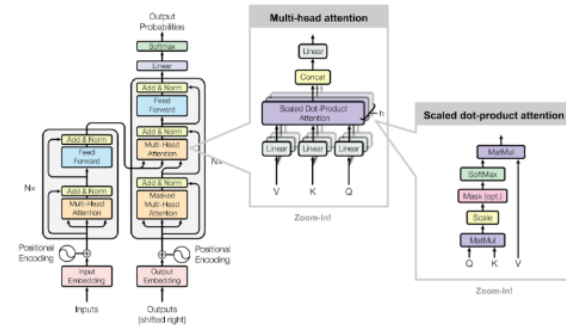 Output
Probabilities
Softmax
Linear
Add & Norm
Feed
Forward
Add & Norm
Multi-Head
Attention
Nx
Add & Norm
Masked
Multi-Head
Attention
Positional
Encoding
Output
Embedding
Outputs
(shifted right)
Add & Norm
Feed
Forward
Nx
Add & Norm
Multi-Head
Attention
Positional
Encoding
Input
Embedding
Inputs
Multi-head attention
Linear
Concat
Scaled Dot-Product
Attention
h
Linear Linear Linear
V K Q
Zoom-In!
Scaled dot-product attention
MatMul
SoftMax
Mask (opt.)
Scale
MatMul
Q K V
Zoom-In!